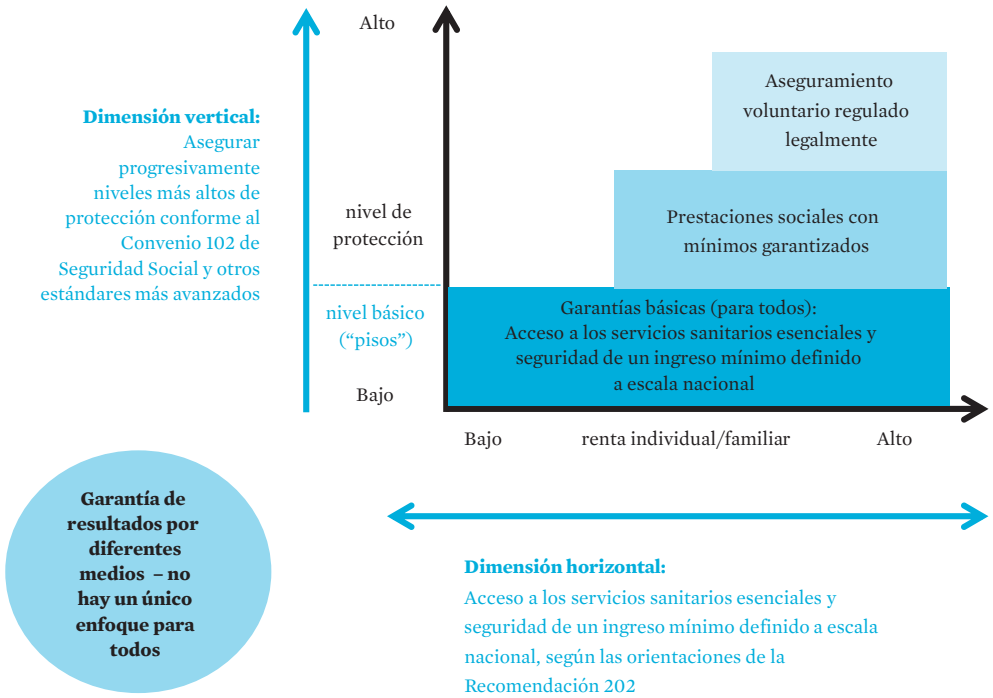 Alto
Dimensión vertical:
Asegurar
progresivamente
niveles más altos de
protección conforme al
Convenio 102 de
Seguridad Social y otros
estándares más avanzados
nivel de
protección
nivel básico
(“pisos”)
Bajo
Aseguramiento
voluntario regulado
legalmente
Prestaciones sociales con
mínimos garantizados
Garantías básicas (para todos):
Acceso a los servicios sanitarios esenciales y
seguridad de un ingreso mínimo definido
a escala nacional
Bajo
renta individual/familiar
Alto
Garantía de
resultados por
diferentes
medios – no
hay un único
enfoque para
todos
Dimensión horizontal:
Acceso a los servicios sanitarios esenciales y
seguridad de un ingreso mínimo definido a escala
nacional, según las orientaciones de la
Recomendación 202